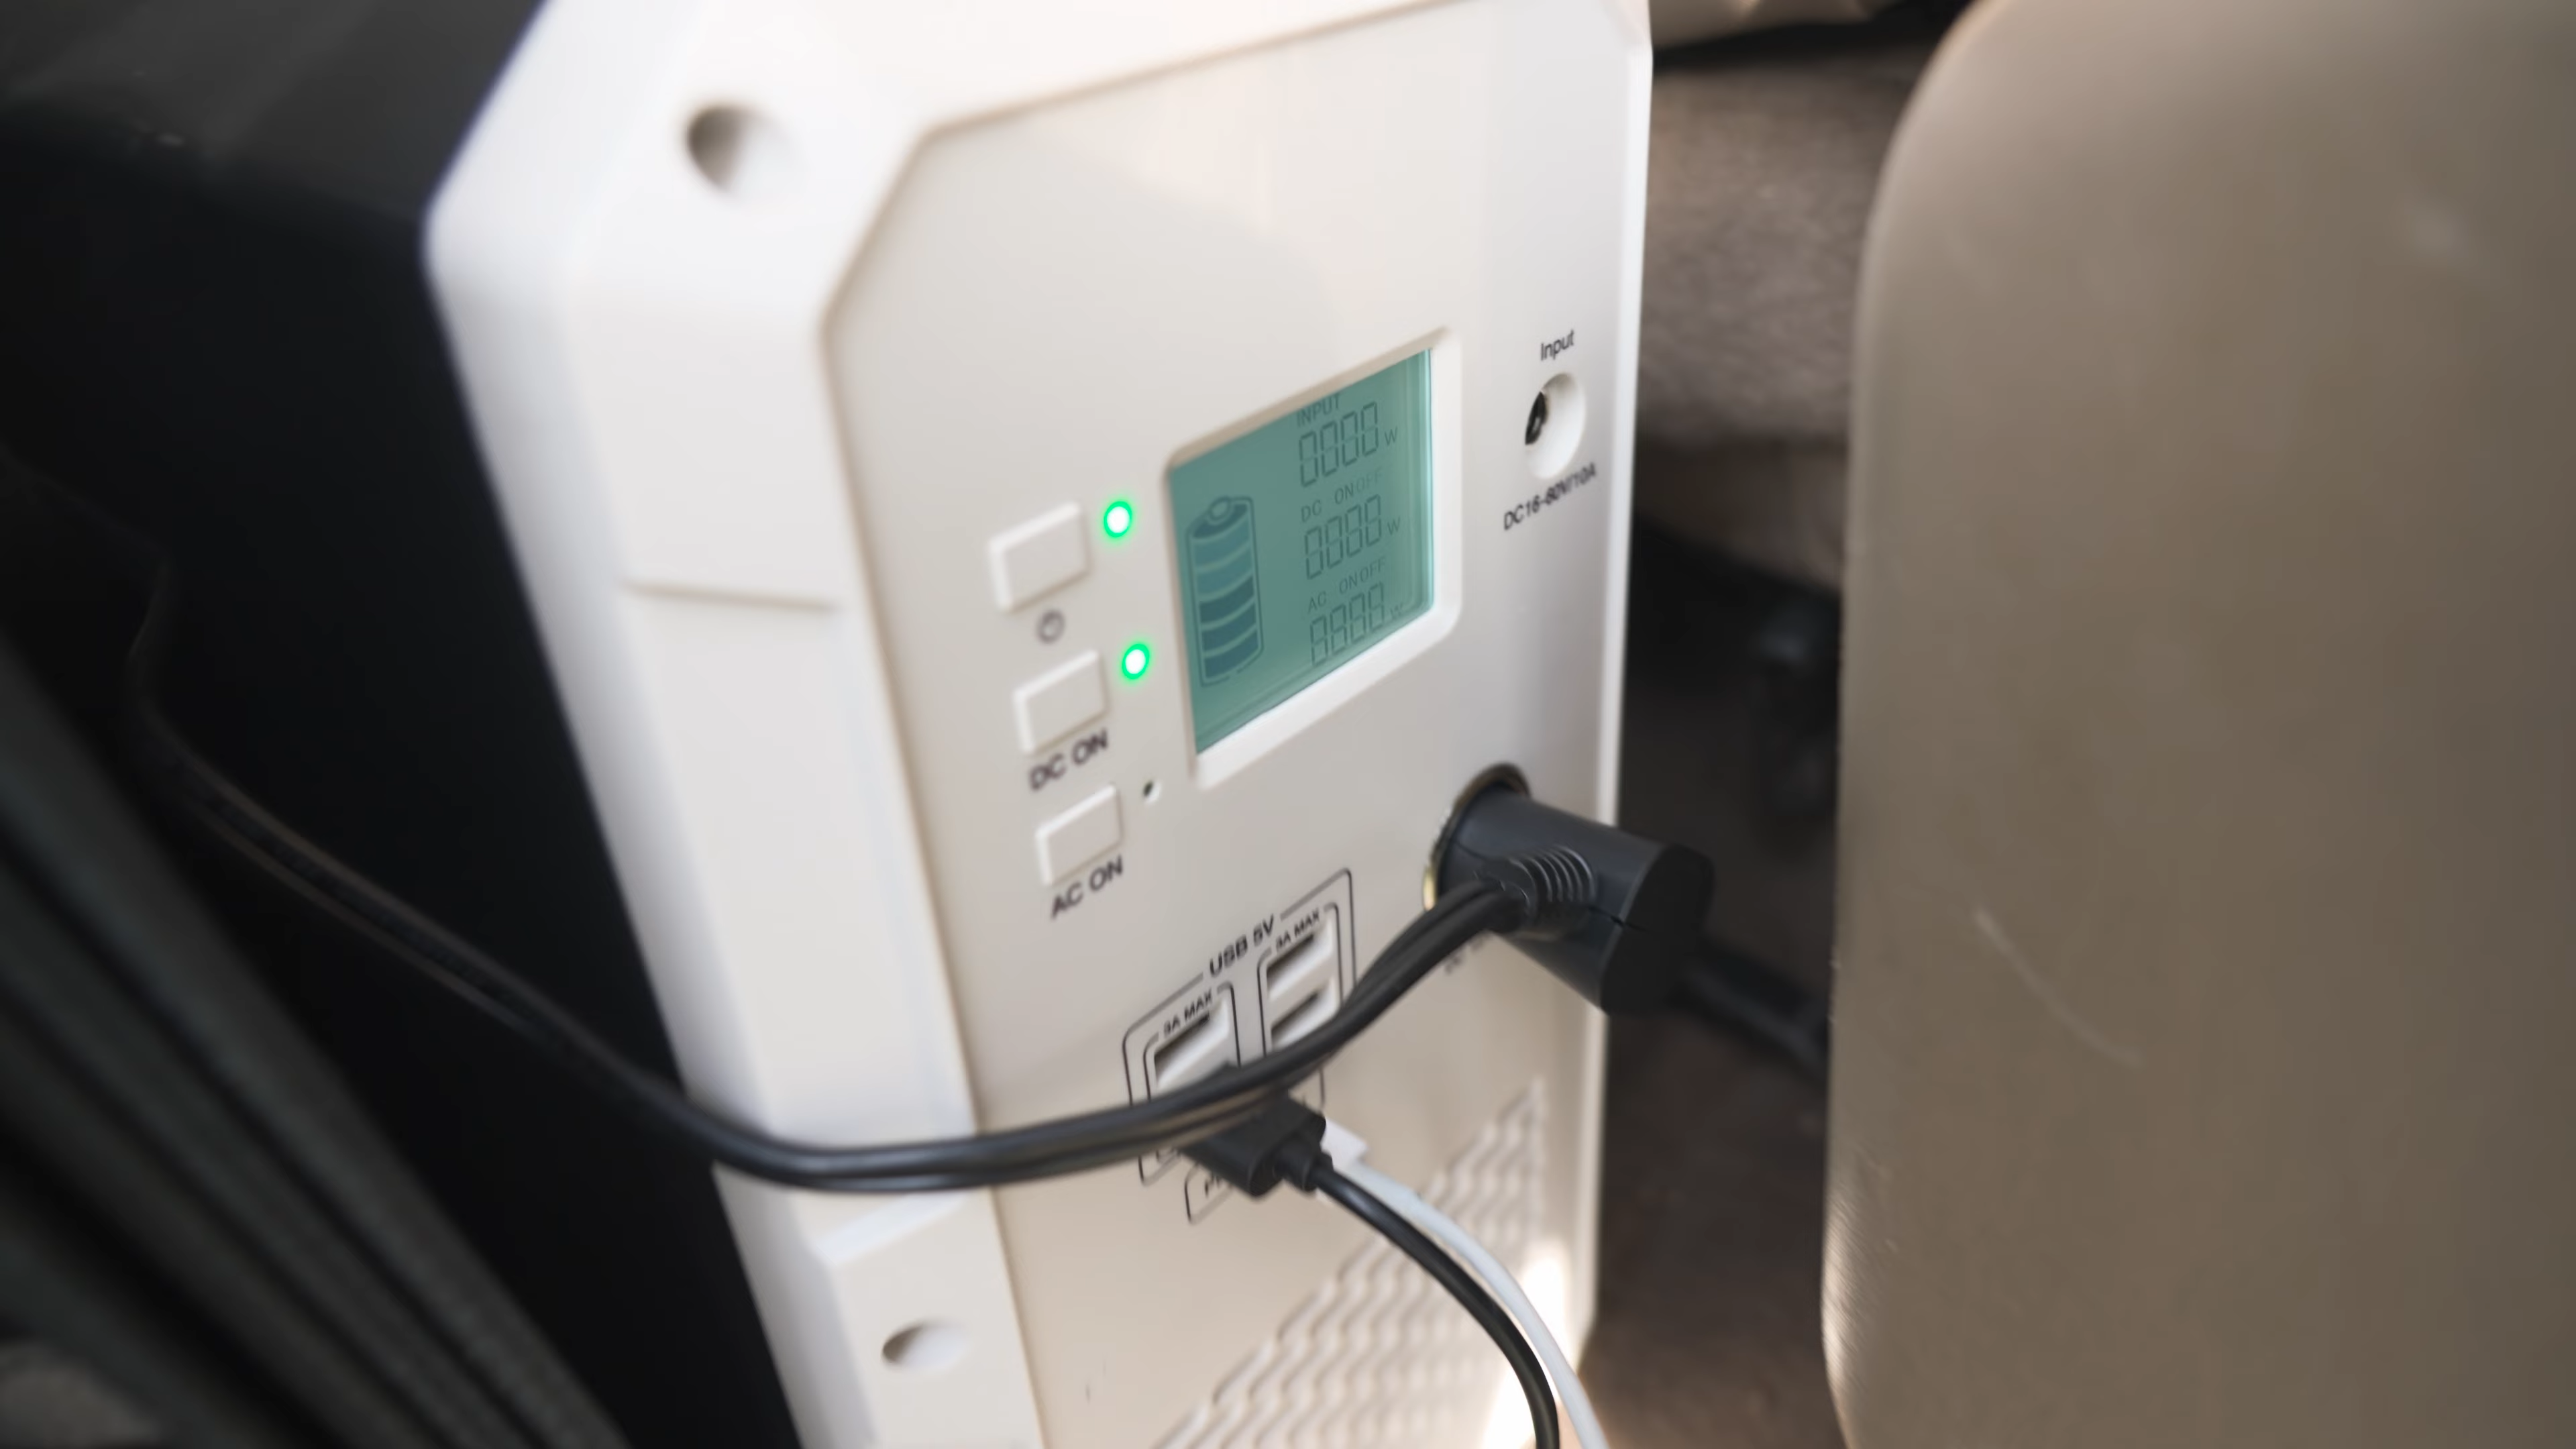 Input
DC16-60V/10A
INPUT
W
DC ON OFF
W
AC ON OFF
W
DC ON
AC ON
USB 5V
3A MAX
3A MAX